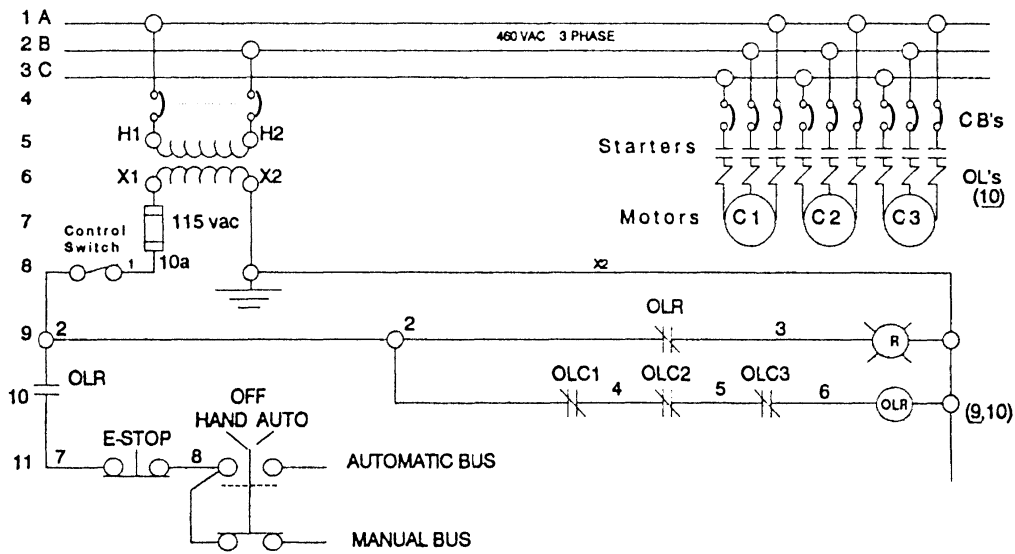 1 A
460 VAC 3 PHASE
2 B
3 C
4
CB's
H1 H2
5
Starters
6 X1 X2
OL's
(10)
7 115 vac
Motors C1 C2 C3
Control
Switch
1 10a
8
X2
OLR
9 2 2 3 R
OLR
10
OLC1 OLC2 OLC3
4 5 6 OLR (9,10)
OFF
HAND AUTO
E-STOP
11 7 8 AUTOMATIC BUS
MANUAL BUS